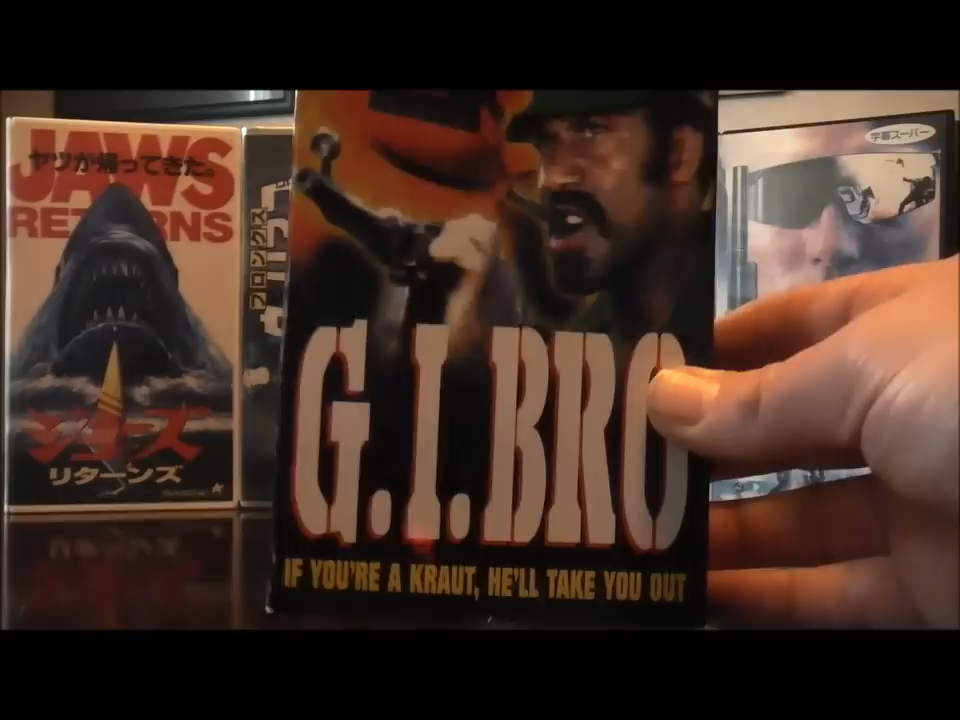 JAWS
ヤツが帰ってきた。
RETURNS
ジョーズ
リターンズ
ブロンクス
字幕スーパー
G.I. BRO
IF YOU'RE A KRAUT, HE'LL TAKE YOU OUT